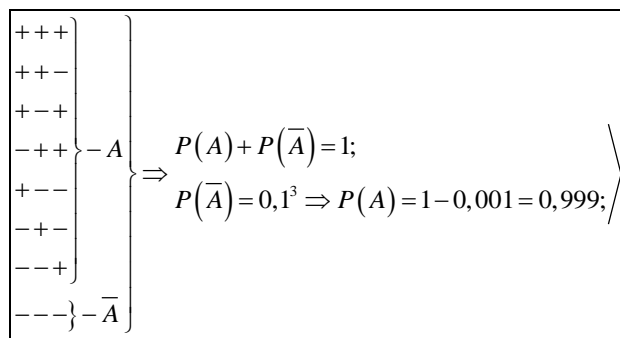 +++
++−
+−+
−++ } − A
+−−
−+−
−−+
−−−} − A̅
⇒ P(A) + P(A̅) = 1;
P(A̅) = 0,1³ ⇒ P(A) = 1 − 0,001 = 0,999;